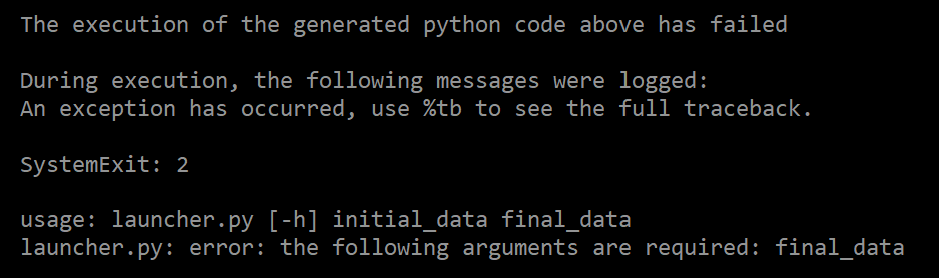 The execution of the generated python code above has failed
During execution, the following messages were logged:
An exception has occurred, use %tb to see the full traceback.
SystemExit: 2
usage: launcher.py [-h] initial_data final_data
launcher.py: error: the following arguments are required: final_data